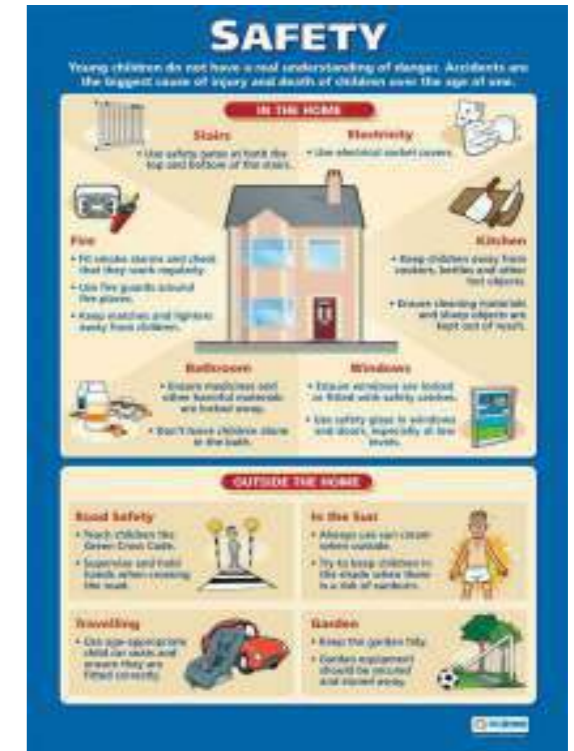 SAFETY
Young children do not have a real understanding of danger. Accidents are
the biggest cause of injury and death of children over the age of one.
IN THE HOME
Stairs
• Use safety gates at both the
top and bottom of the stairs.
Electricity
• Use electrical socket covers.
Fire
• Fit smoke alarms and check
that they work regularly.
• Use fire guards around
fire places.
• Keep matches and lighters
away from children.
Kitchen
• Keep children away from
cookers, kettles and other
hot objects.
• Ensure cleaning materials
and sharp objects are
kept out of reach.
Bathroom
• Ensure medicines and
other harmful materials
are locked away.
• Don't leave children alone
in the bath.
Windows
• Ensure windows are locked
or fitted with safety catches.
• Use safety glass in windows
and doors, especially at low
levels.
OUTSIDE THE HOME
Road Safety
• Teach children the
Green Cross Code.
• Supervise and hold
hands when crossing
the road.
In the Sun
• Always use sun cream
when outside.
• Try to keep children in
the shade when there
is a risk of sunburn.
Travelling
• Use age-appropriate
child car seats and
ensure they are
fitted correctly.
Garden
• Keep the garden tidy.
• Garden equipment
should be secured
and stored away.